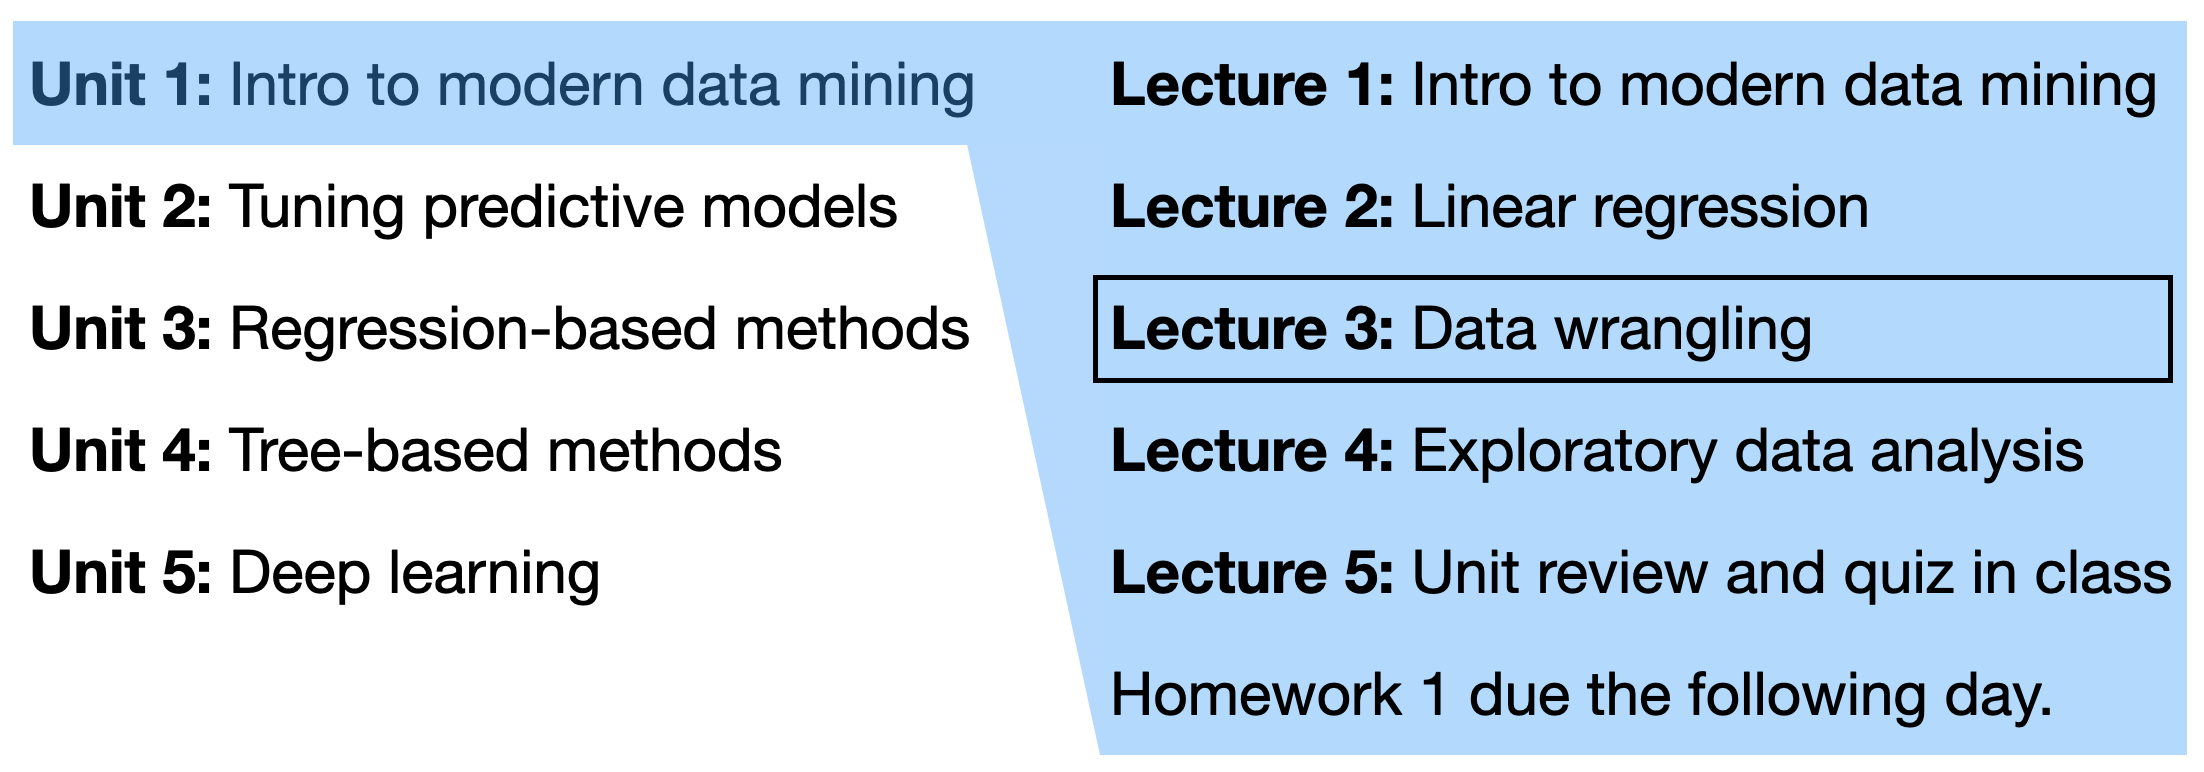 Unit 1: Intro to modern data mining
Unit 2: Tuning predictive models
Unit 3: Regression-based methods
Unit 4: Tree-based methods
Unit 5: Deep learning
Lecture 1: Intro to modern data mining
Lecture 2: Linear regression
Lecture 3: Data wrangling
Lecture 4: Exploratory data analysis
Lecture 5: Unit review and quiz in class
Homework 1 due the following day.